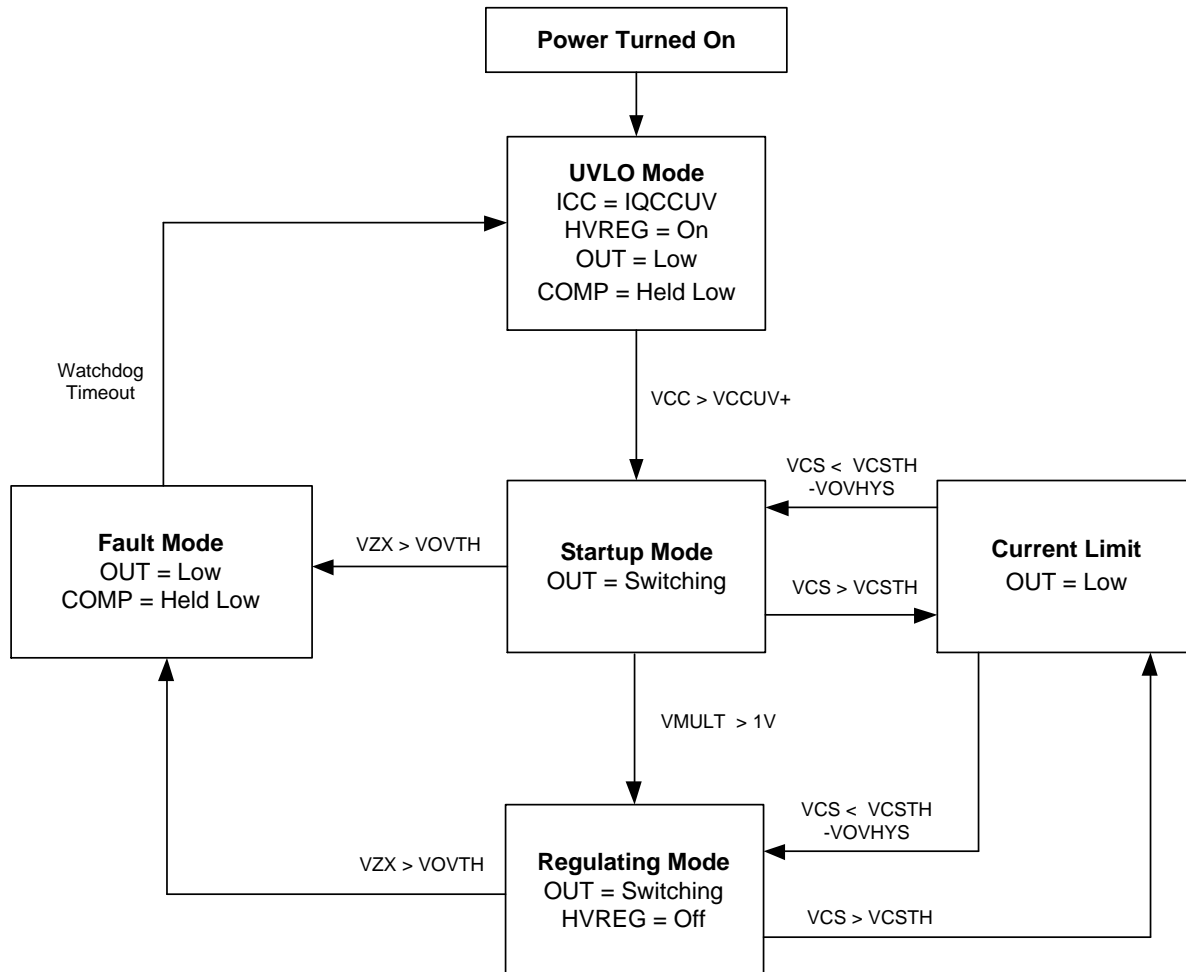 Power Turned On
UVLO Mode
ICC = IQCCUV
HVREG = On
OUT = Low
COMP = Held Low
Watchdog
Timeout
VCC > VCCUV+
VCS < VCSTH
-VOVHYS
Fault Mode
OUT = Low
COMP = Held Low
VZX > VOVTH
Startup Mode
OUT = Switching
VCS > VCSTH
Current Limit
OUT = Low
VMULT > 1V
VCS < VCSTH
-VOVHYS
VZX > VOVTH
Regulating Mode
OUT = Switching
HVREG = Off
VCS > VCSTH